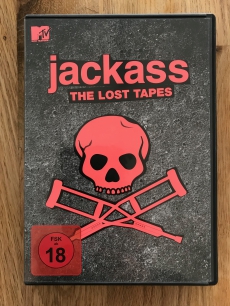 MTV
jackass
THE LOST TAPES
FSK
ab
18